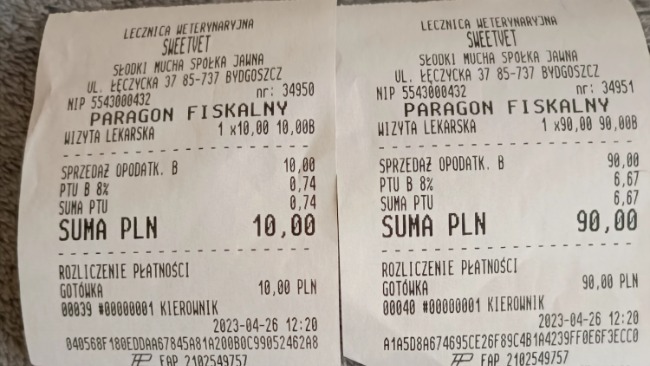 LECZNICA WETERYNARYJNA
SWEETVET
SŁODKI MUCHA SPÓŁKA JAWNA
UL. ŁĘCZYCKA 37 85-737 BYDGOSZCZ
NIP 5543000432 nr: 34950
PARAGON FISKALNY
WIZYTA LEKARSKA 1 x10,00 10,00B
SPRZEDAŻ OPODATK. B 10,00
PTU B 8% 0,74
SUMA PTU 0,74
SUMA PLN 10,00
ROZLICZENIE PŁATNOŚCI
GOTÓWKA 10,00 PLN
00039 #00000001 KIEROWNIK
2023-04-26 12:20
040568F180EDDAA67845A81A200B0C99052462A8
EAP 2102549757
LECZNICA WETERYNARYJNA
SWEETVET
SŁODKI MUCHA SPÓŁKA JAWNA
UL. ŁĘCZYCKA 37 85-737 BYDGOSZCZ
NIP 5543000432 nr: 34951
PARAGON FISKALNY
WIZYTA LEKARSKA 1 x90,00 90,00B
SPRZEDAŻ OPODATK. B 90,00
PTU B 8% 6,67
SUMA PTU 6,67
SUMA PLN 90,00
ROZLICZENIE PŁATNOŚCI
GOTÓWKA 90,00 PLN
00040 #00000001 KIEROWNIK
2023-04-26 12:20
A1A5D8A674695CE26F89C4B1A4239FF0E6F3ECC0
EAP 2102549757